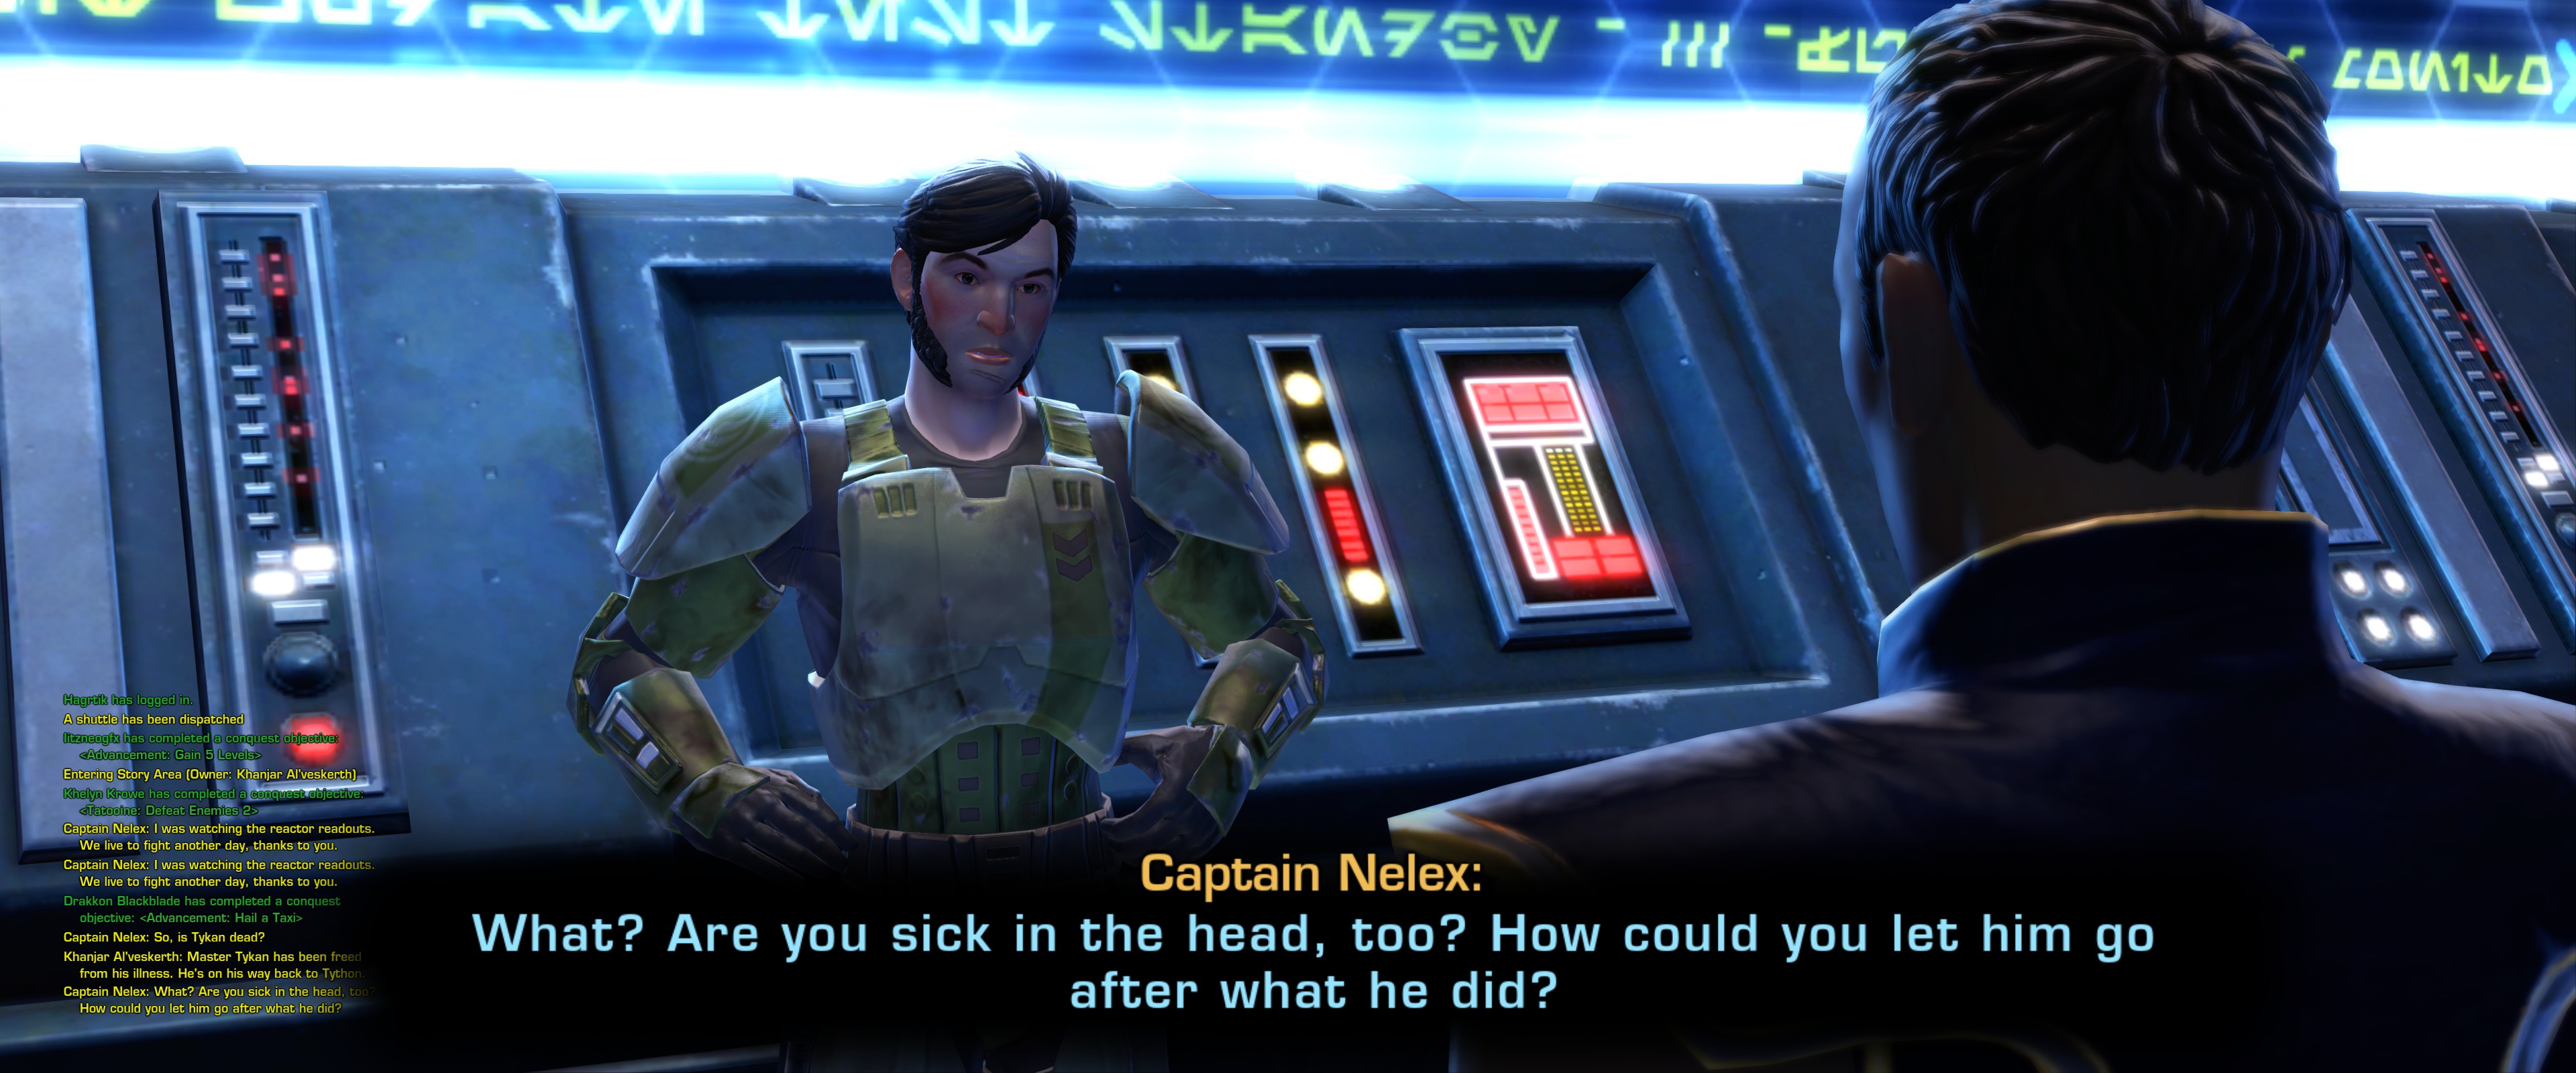 Hagrtik has logged in.
A shuttle has been dispatched
litzneogfx has completed a conquest objective:
<Advancement: Gain 5 Levels>
Entering Story Area (Owner: Khanjar Al'veskerth)
Khelyn Krowe has completed a conquest objective:
<Tatooine: Defeat Enemies 2>
Captain Nelex: I was watching the reactor readouts.
We live to fight another day, thanks to you.
Captain Nelex: I was watching the reactor readouts.
We live to fight another day, thanks to you.
Drakkon Blackblade has completed a conquest
objective: <Advancement: Hail a Taxi>
Captain Nelex: So, is Tykan dead?
Khanjar Al'veskerth: Master Tykan has been freed
from his illness. He's on his way back to Tython.
Captain Nelex: What? Are you sick in the head, too?
How could you let him go after what he did?
Captain Nelex:
What? Are you sick in the head, too? How could you let him go
after what he did?